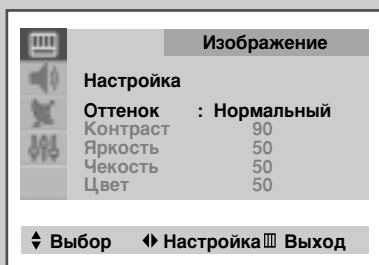 Изображение
Настройка
Оттенок : Нормальный
Контраст 90
Яркость 50
Чекость 50
Цвет 50
Выбор Настройка Выход